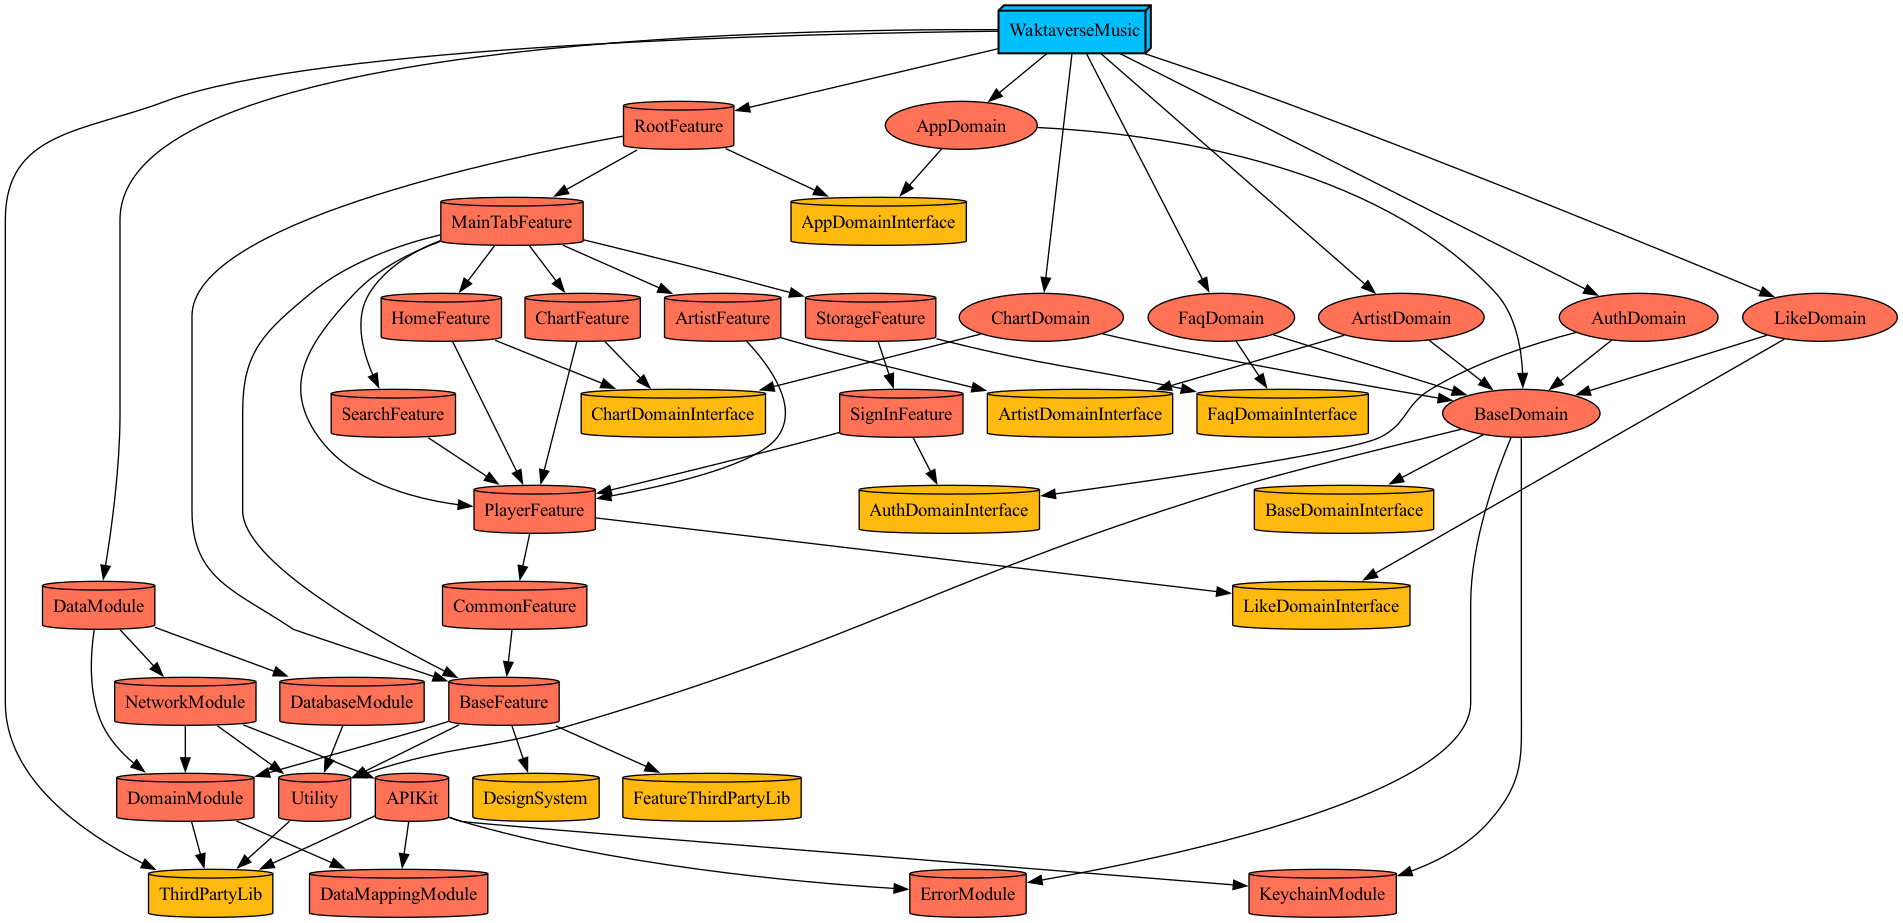 WaktaverseMusic
RootFeature
AppDomain
MainTabFeature
AppDomainInterface
HomeFeature
ChartFeature
ArtistFeature
StorageFeature
ChartDomain
FaqDomain
ArtistDomain
AuthDomain
LikeDomain
SearchFeature
ChartDomainInterface
SignInFeature
ArtistDomainInterface
FaqDomainInterface
BaseDomain
PlayerFeature
AuthDomainInterface
BaseDomainInterface
DataModule
CommonFeature
LikeDomainInterface
NetworkModule
DatabaseModule
BaseFeature
DomainModule
Utility
APIKit
DesignSystem
FeatureThirdPartyLib
ThirdPartyLib
DataMappingModule
ErrorModule
KeychainModule